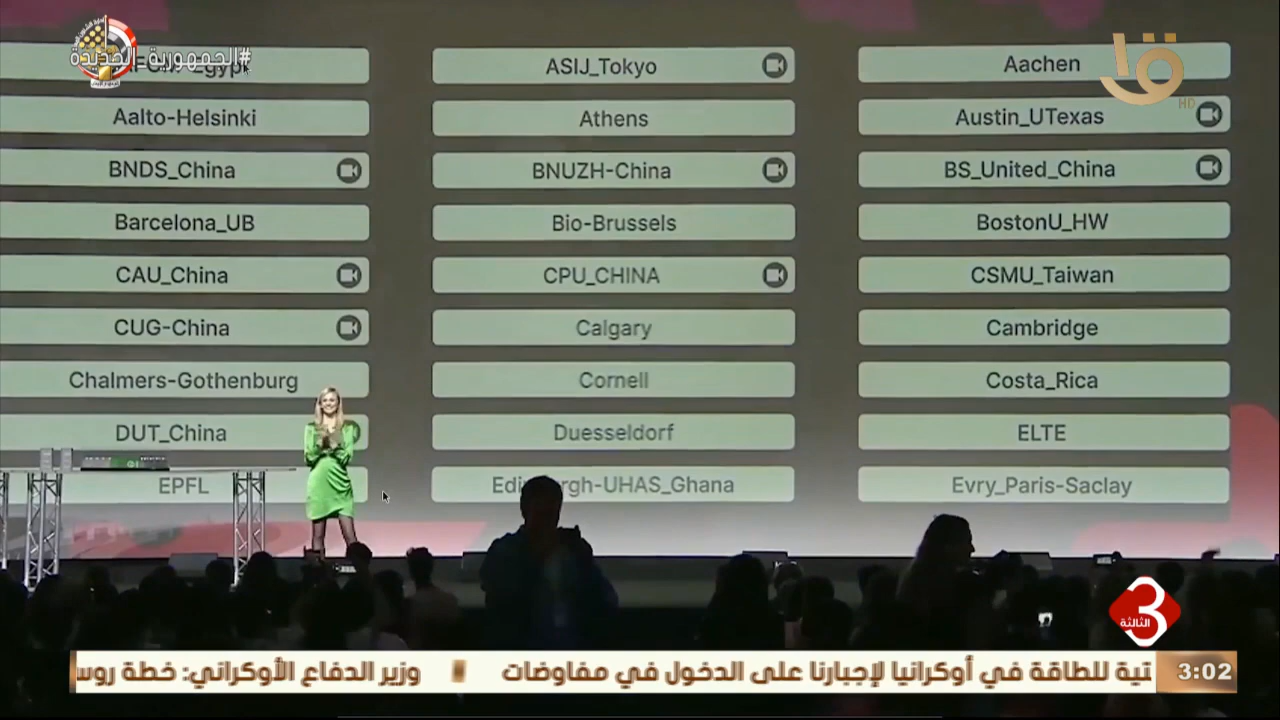 #الجمهورية_الجديدة
HD
ASIJ_Tokyo
Aachen
Aalto-Helsinki
Athens
Austin_UTexas
BNDS_China
BNUZH-China
BS_United_China
Barcelona_UB
Bio-Brussels
BostonU_HW
CAU_China
CPU_CHINA
CSMU_Taiwan
CUG-China
Calgary
Cambridge
Chalmers-Gothenburg
Cornell
Costa_Rica
DUT_China
Duesseldorf
ELTE
EPFL
UHAS_Ghana
Evry_Paris-Saclay
3
الثالثة
3:02
تية للطاقة في أوكرانيا لإجبارنا على الدخول في مفاوضات
وزير الدفاع الأوكراني: خطة روس